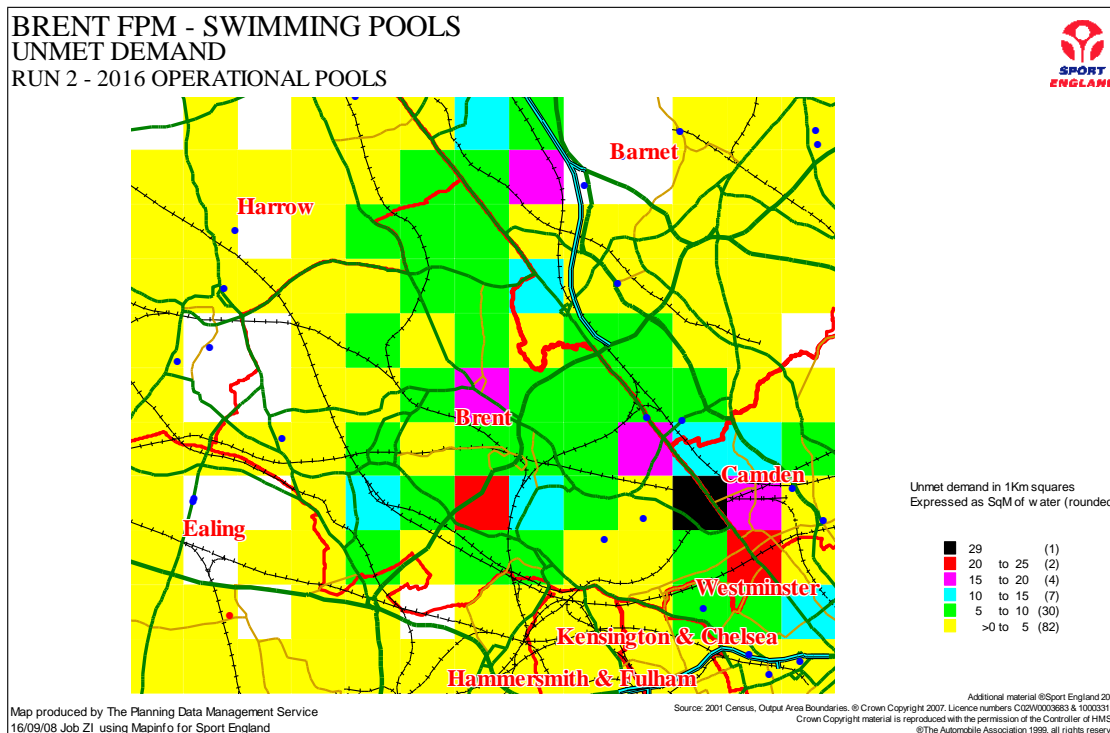 BRENT FPM - SWIMMING POOLS
UNMET DEMAND
RUN 2 - 2016 OPERATIONAL POOLS
SPORT
ENGLAND
Barnet
Harrow
Brent
Camden
Ealing
Westminster
Kensington & Chelsea
Hammersmith & Fulham
Unmet demand in 1Km squares
Expressed as SqM of water (rounded
29 (1)
20 to 25 (2)
15 to 20 (4)
10 to 15 (7)
5 to 10 (30)
>0 to 5 (82)
Map produced by The Planning Data Management Service
16/09/08 Job ZI using Mapinfo for Sport England
Additional material ©Sport England 20
Source: 2001 Census, Output Area Boundaries. © Crown Copyright 2007. Licence numbers C02W0003683 & 1000331
Crown Copyright material is reproduced with the permission of the Controller of HMS
©The Automobile Association 1999. all rights reserv